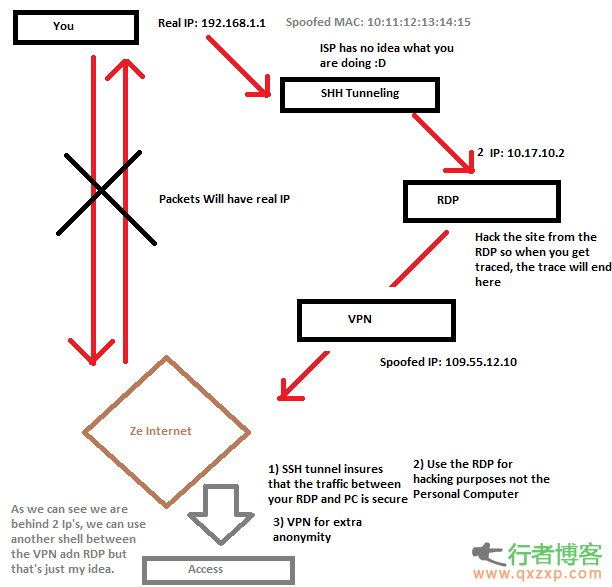 You
Real IP: 192.168.1.1
Spoofed MAC: 10:11:12:13:14:15
ISP has no idea what you
are doing :D
SHH Tunneling
2 IP: 10.17.10.2
RDP
Packets Will have real IP
Hack the site from the
RDP so when you get
traced, the trace will end
here
VPN
Spoofed IP: 109.55.12.10
Ze Internet
1) SSH tunnel insures
that the traffic between
your RDP and PC is secure
2) Use the RDP for
hacking purposes not the
Personal Computer
3) VPN for extra
anonymity
As we can see we are
behind 2 Ip's, we can use
another shell between
the VPN adn RDP but
that's just my idea.
Access
行者博客
www.qxzxp.com